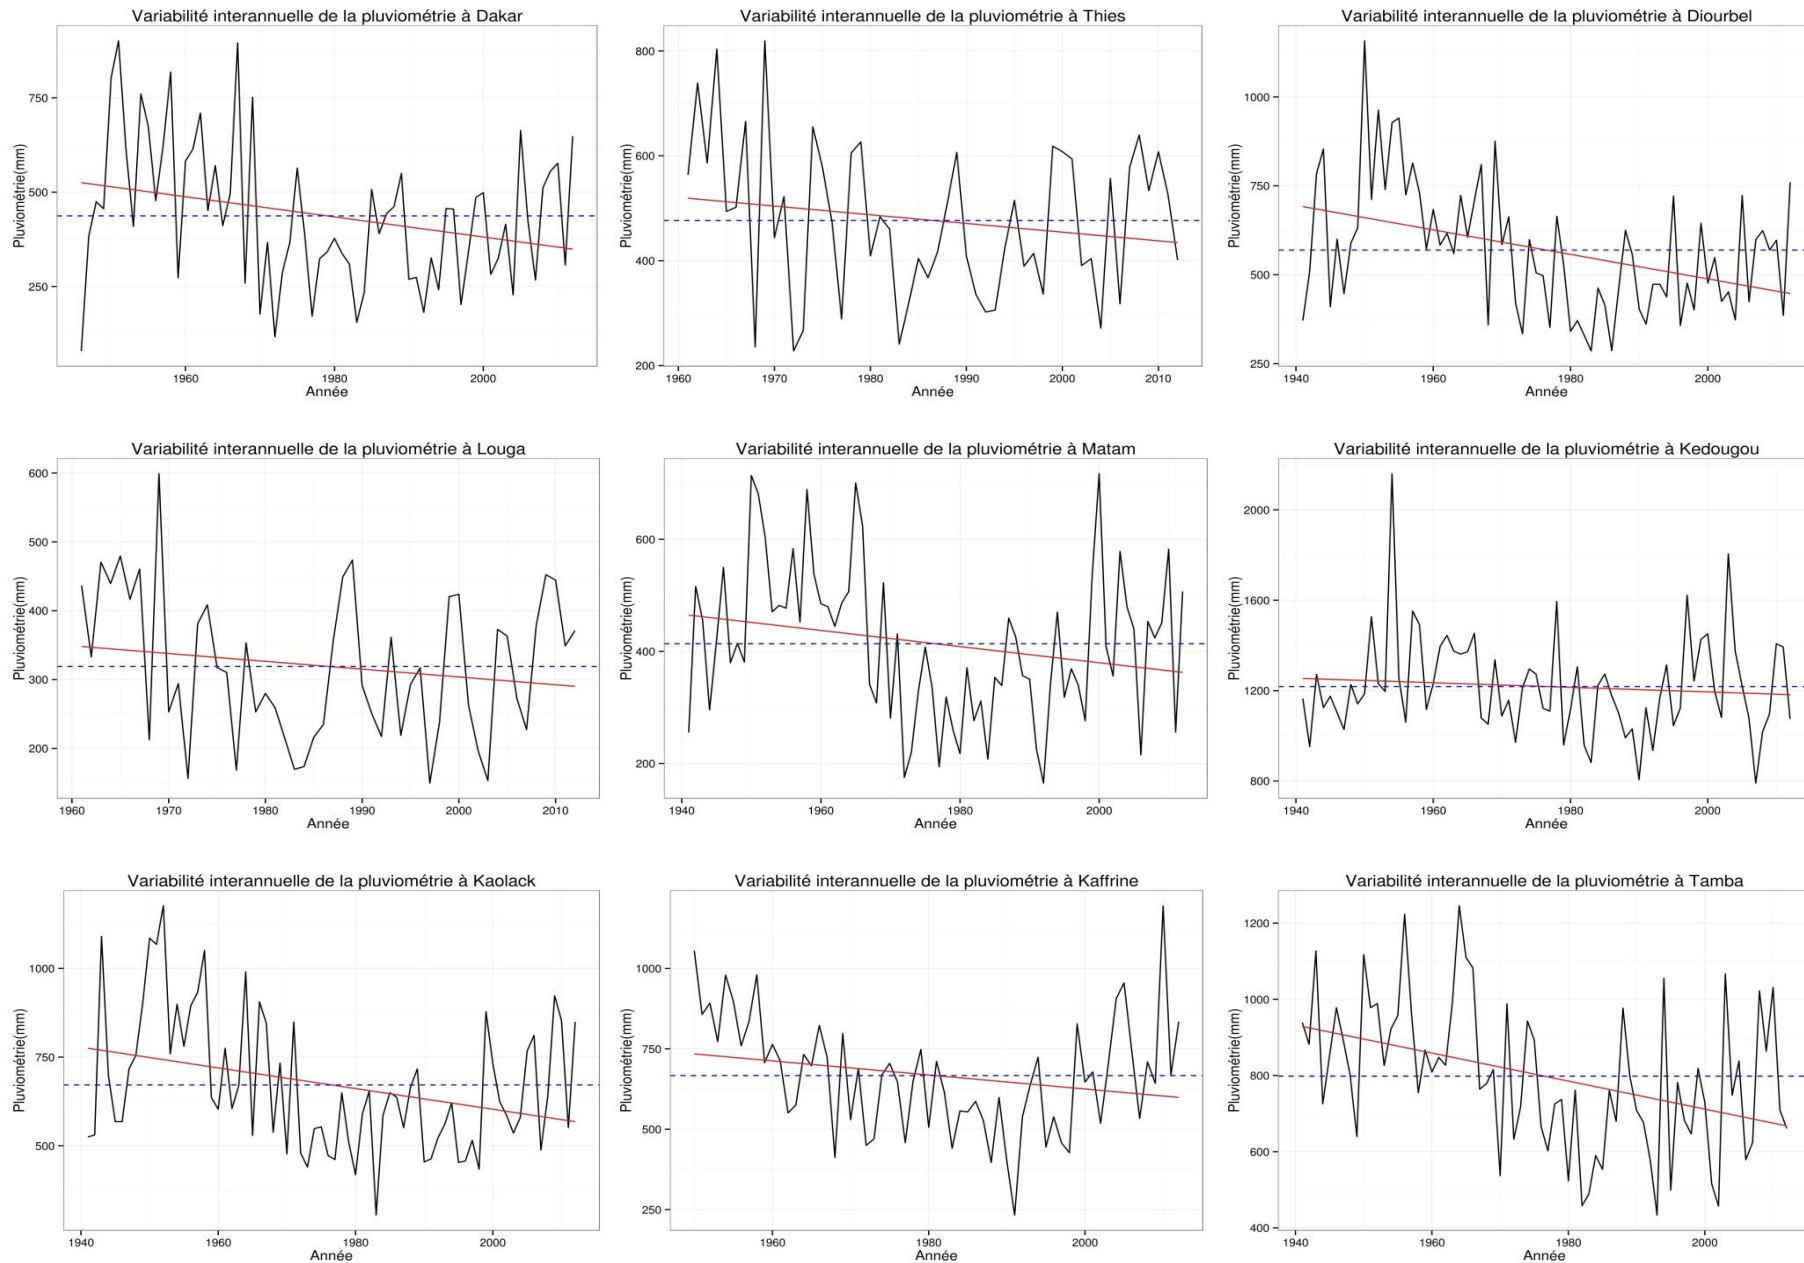 Variabilité interannuelle de la pluviométrie à Dakar
Pluviométrie(mm)
750
500
250
1960
1980
2000
Année
Variabilité interannuelle de la pluviométrie à Thies
Pluviométrie(mm)
800
600
400
200
1960
1970
1980
1990
2000
2010
Année
Variabilité interannuelle de la pluviométrie à Diourbel
Pluviométrie(mm)
1000
750
500
250
1940
1960
1980
2000
Année
Variabilité interannuelle de la pluviométrie à Louga
Pluviométrie(mm)
600
500
400
300
200
1960
1970
1980
1990
2000
2010
Année
Variabilité interannuelle de la pluviométrie à Matam
Pluviométrie(mm)
600
400
200
1940
1960
1980
2000
Année
Variabilité interannuelle de la pluviométrie à Kedougou
Pluviométrie(mm)
2000
1600
1200
800
1940
1960
1980
2000
Année
Variabilité interannuelle de la pluviométrie à Kaolack
Pluviométrie(mm)
1000
750
500
1940
1960
1980
2000
Année
Variabilité interannuelle de la pluviométrie à Kaffrine
Pluviométrie(mm)
1000
750
500
250
1960
1980
2000
Année
Variabilité interannuelle de la pluviométrie à Tamba
Pluviométrie(mm)
1200
1000
800
600
400
1940
1960
1980
2000
Année